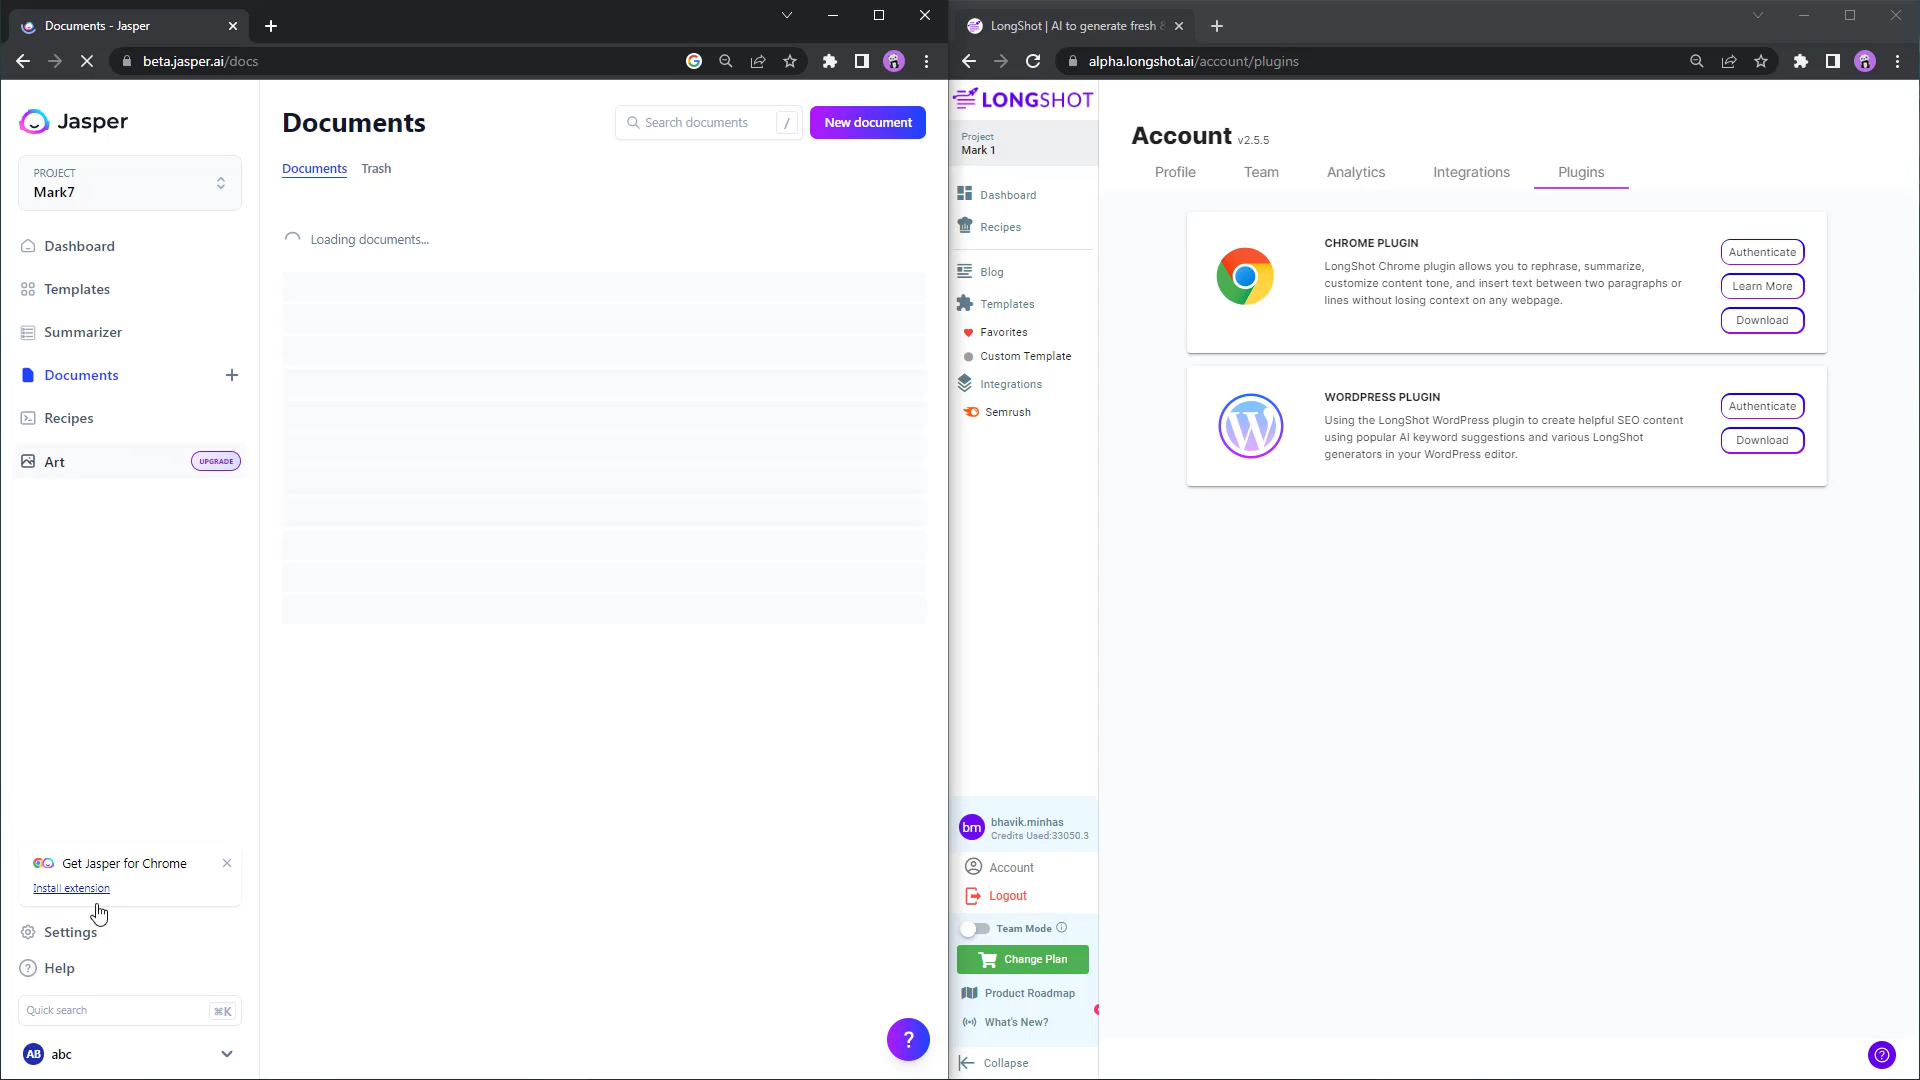 Documents - Jasper
beta.jasper.ai/docs
Jasper
PROJECT
Mark7
Dashboard
Templates
Summarizer
Documents
Recipes
Art
UPGRADE
Get Jasper for Chrome
Install extension
Settings
Help
Quick search
⌘K
AB
abc
Documents
Search documents
/
New document
Documents
Trash
Loading documents...
?
LongShot | AI to generate fresh &
alpha.longshot.ai/account/plugins
LONGSHOT
Project
Mark 1
Dashboard
Recipes
Blog
Templates
Favorites
Custom Template
Integrations
Semrush
bm
bhavik.minhas
Credits Used:33050.3
Account
Logout
Team Mode
Change Plan
Product Roadmap
What's New?
Collapse
Account v2.5.5
Profile
Team
Analytics
Integrations
Plugins
CHROME PLUGIN
LongShot Chrome plugin allows you to rephrase, summarize,
customize content tone, and insert text between two paragraphs or
lines without losing context on any webpage.
Authenticate
Learn More
Download
WORDPRESS PLUGIN
Using the LongShot WordPress plugin to create helpful SEO content
using popular AI keyword suggestions and various LongShot
generators in your WordPress editor.
Authenticate
Download